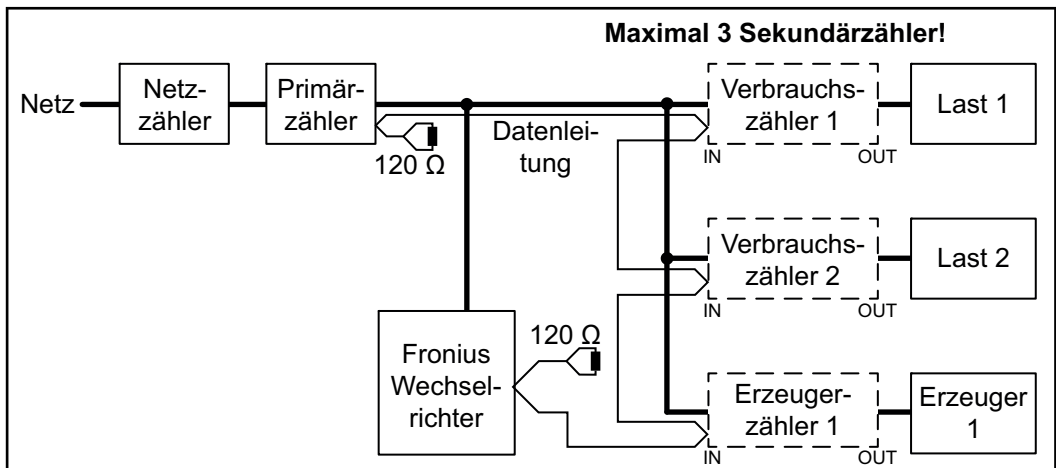 Maximal 3 Sekundärzähler!
Netz
Netz-
zähler
Primär-
zähler
120 Ω
Datenlei-
tung
Verbrauchs-
zähler 1
IN
OUT
Last 1
Verbrauchs-
zähler 2
IN
OUT
Last 2
Fronius
Wechsel-
richter
120 Ω
Erzeuger-
zähler 1
IN
OUT
Erzeuger
1